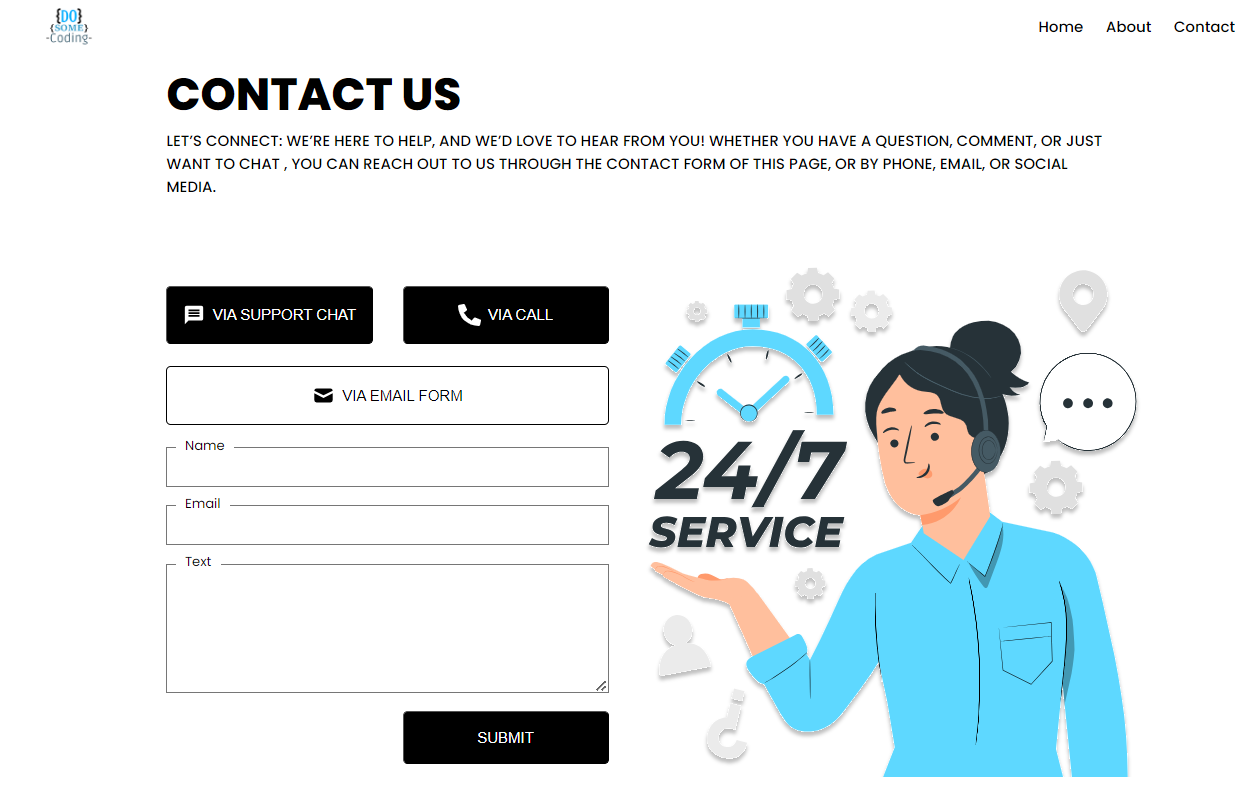 {DO}
{SOME}
-Coding-
Home About Contact
CONTACT US
LET'S CONNECT: WE'RE HERE TO HELP, AND WE'D LOVE TO HEAR FROM YOU! WHETHER YOU HAVE A QUESTION, COMMENT, OR JUST
WANT TO CHAT , YOU CAN REACH OUT TO US THROUGH THE CONTACT FORM OF THIS PAGE, OR BY PHONE, EMAIL, OR SOCIAL
MEDIA.
VIA SUPPORT CHAT
VIA CALL
VIA EMAIL FORM
Name
Email
Text
SUBMIT
24/7
SERVICE